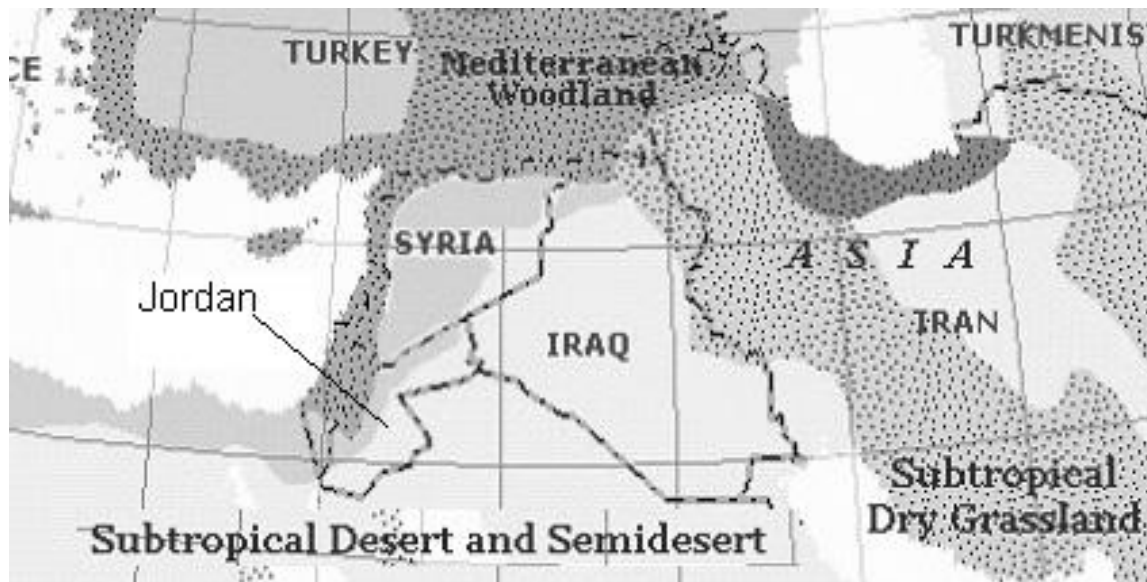 TURKEY
TURKMENIS
CE
Mediterranean
Woodland
SYRIA
A S I A
Jordan
IRAQ
IRAN
Subtropical
Dry Grassland
Subtropical Desert and Semidesert